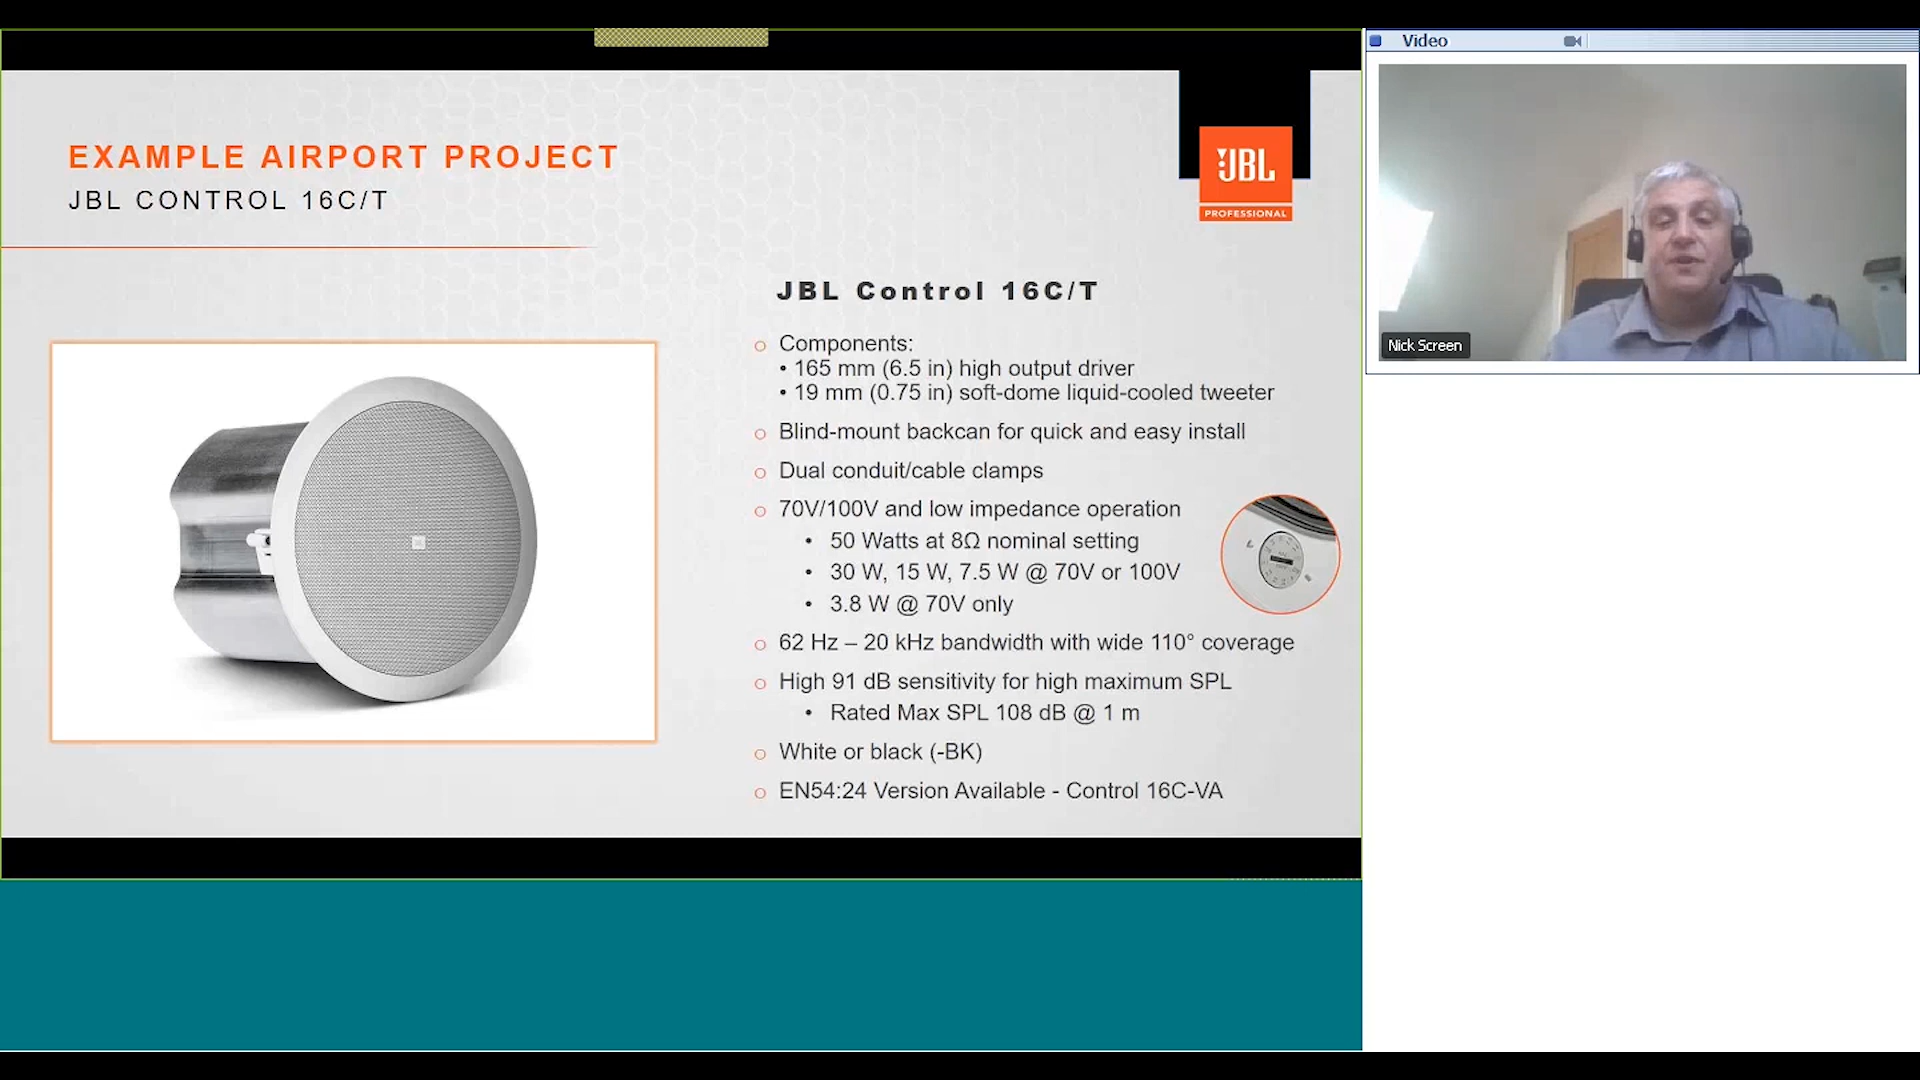 EXAMPLE AIRPORT PROJECT
JBL CONTROL 16C/T
JBL
PROFESSIONAL
JBL Control 16C/T
Components:
• 165 mm (6.5 in) high output driver
• 19 mm (0.75 in) soft-dome liquid-cooled tweeter
Blind-mount backcan for quick and easy install
Dual conduit/cable clamps
70V/100V and low impedance operation
• 50 Watts at 8Ω nominal setting
• 30 W, 15 W, 7.5 W @ 70V or 100V
• 3.8 W @ 70V only
62 Hz – 20 kHz bandwidth with wide 110° coverage
High 91 dB sensitivity for high maximum SPL
• Rated Max SPL 108 dB @ 1 m
White or black (-BK)
EN54:24 Version Available - Control 16C-VA
Video
Nick Screen